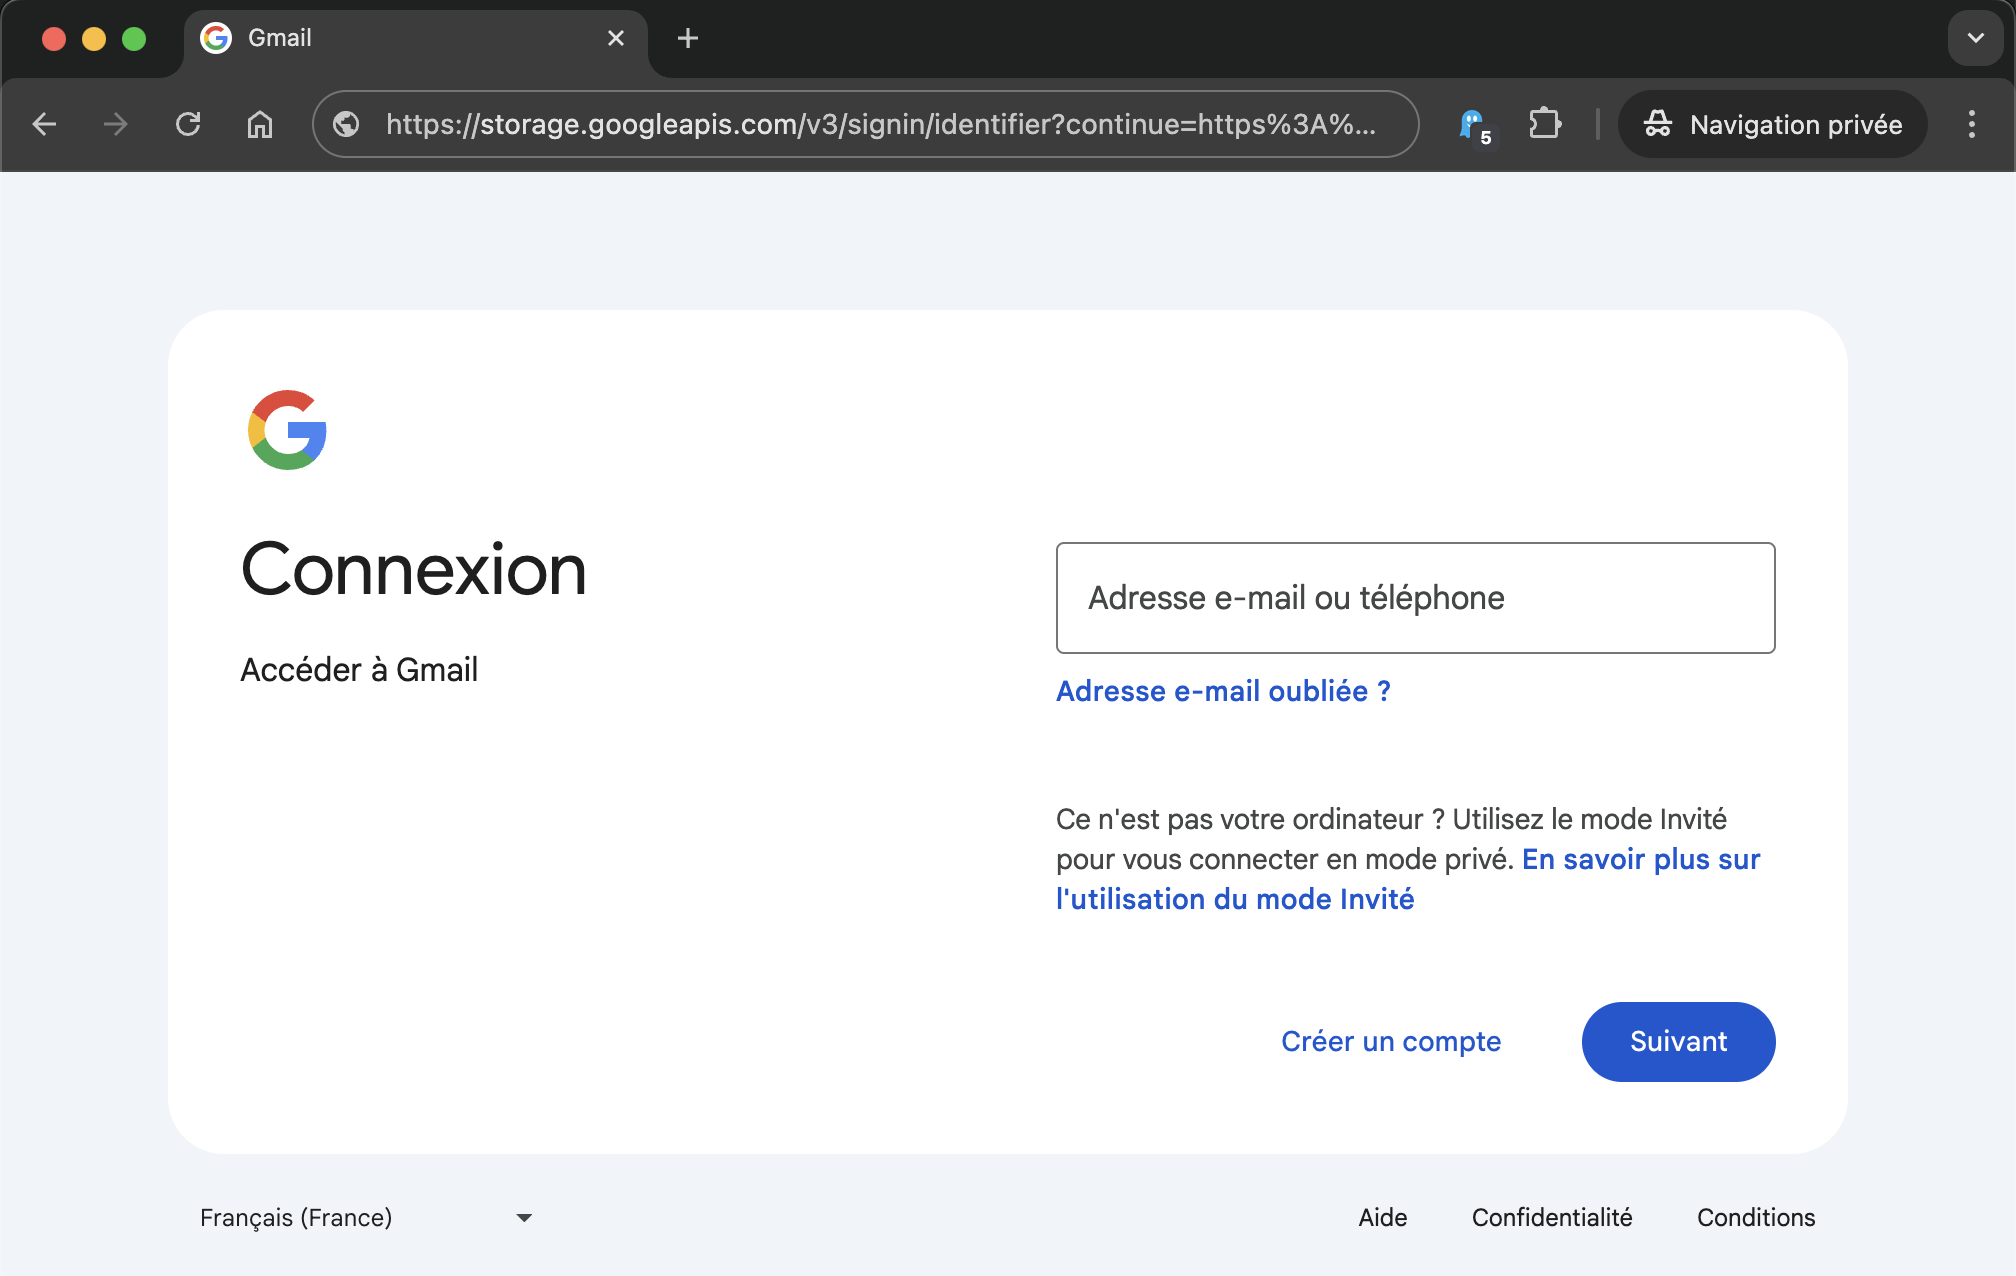 Gmail
https://storage.googleapis.com/v3/signin/identifier?continue=https%3A%...
5
Navigation privée
Connexion
Accéder à Gmail
Adresse e-mail ou téléphone
Adresse e-mail oubliée ?
Ce n'est pas votre ordinateur ? Utilisez le mode Invité
pour vous connecter en mode privé. En savoir plus sur
l'utilisation du mode Invité
Créer un compte
Suivant
Français (France)
Aide
Confidentialité
Conditions